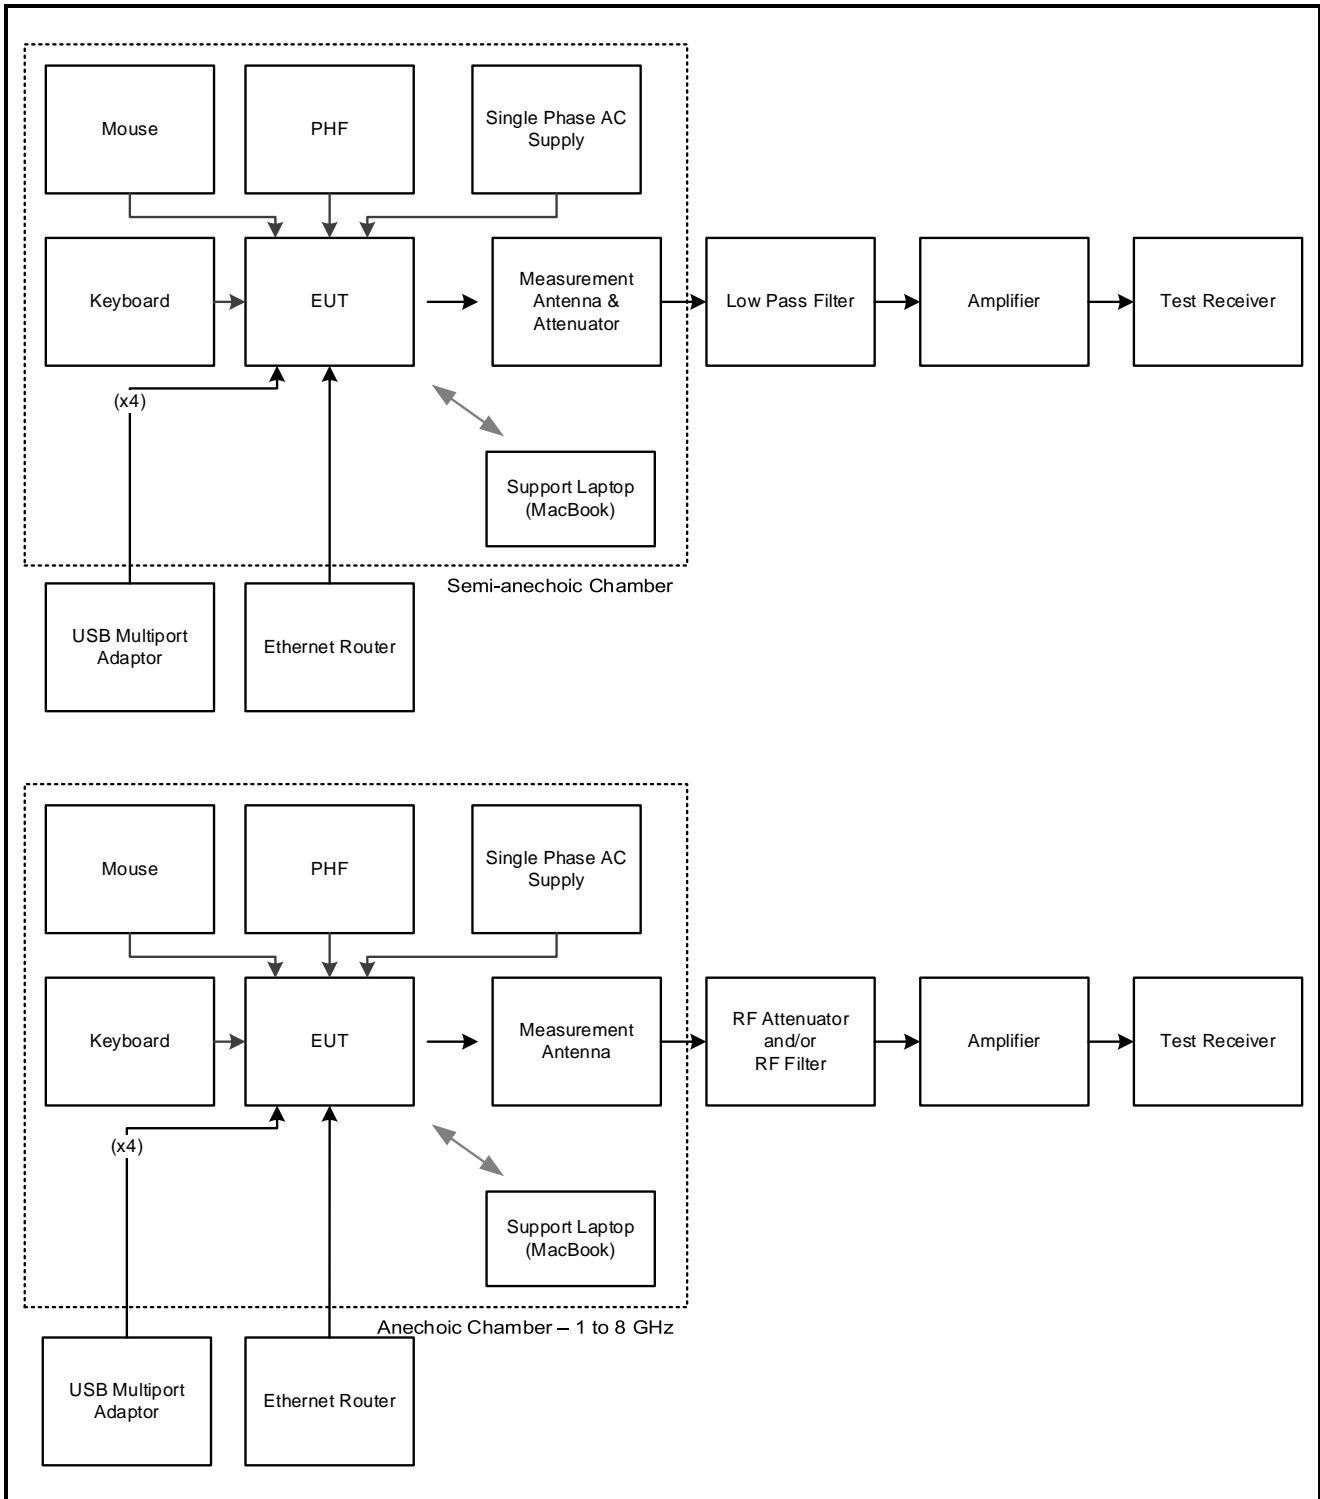 Mouse
PHF
Single Phase AC
Supply
Keyboard
EUT
Measurement
Antenna &
Attenuator
Low Pass Filter
Amplifier
Test Receiver
(x4)
Support Laptop
(MacBook)
Semi-anechoic Chamber
USB Multiport
Adaptor
Ethernet Router
Mouse
PHF
Single Phase AC
Supply
Keyboard
EUT
Measurement
Antenna
RF Attenuator
and/or
RF Filter
Amplifier
Test Receiver
(x4)
Support Laptop
(MacBook)
Anechoic Chamber – 1 to 8 GHz
USB Multiport
Adaptor
Ethernet Router